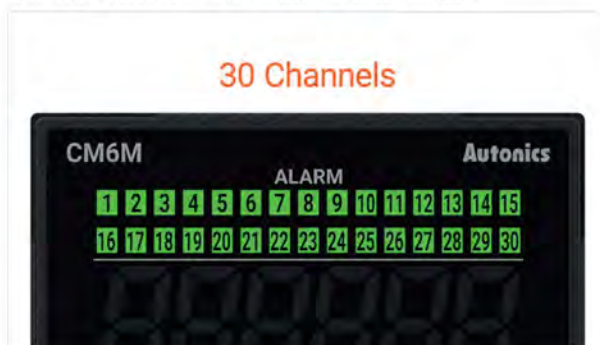 30 Channels
CM6M Autonics
ALARM
1 2 3 4 5 6 7 8 9 10 11 12 13 14 15
16 17 18 19 20 21 22 23 24 25 26 27 28 29 30